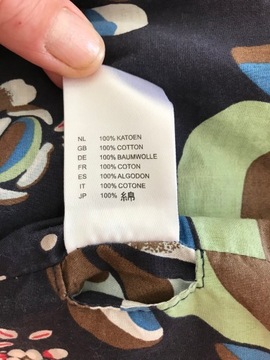 NL 100% KATOEN
GB 100% COTTON
DE 100% BAUMWOLLE
FR 100% COTON
ES 100% ALGODON
IT 100% COTONE
JP 100% 綿